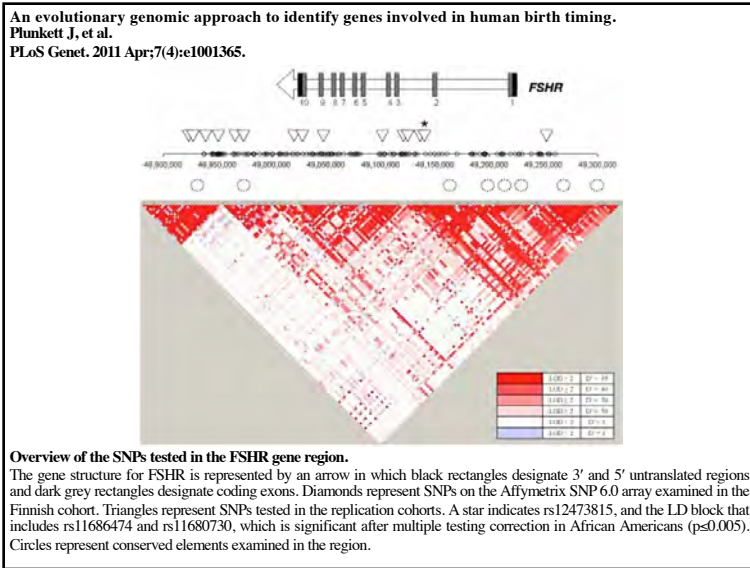 An evolutionary genomic approach to identify genes involved in human birth timing.
Plunkett J, et al.
PLoS Genet. 2011 Apr;7(4):e1001365.
FSHR
10 9 8 7 6 5 4 3 2 1
*
48,900,000 48,950,000 49,000,000 49,050,000 49,100,000 49,150,000 49,200,000 49,250,000 49,300,000
Overview of the SNPs tested in the FSHR gene region.
The gene structure for FSHR is represented by an arrow in which black rectangles designate 3′ and 5′ untranslated regions
and dark grey rectangles designate coding exons. Diamonds represent SNPs on the Affymetrix SNP 6.0 array examined in the
Finnish cohort. Triangles represent SNPs tested in the replication cohorts. A star indicates rs12473815, and the LD block that
includes rs11686474 and rs11680730, which is significant after multiple testing correction in African Americans (p≤0.005).
Circles represent conserved elements examined in the region.